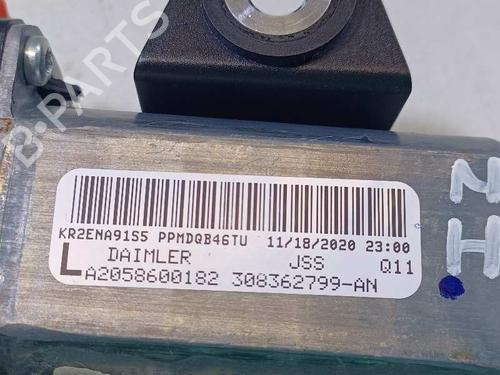 B-PARTS
KR2ENA91S5 PPMDQB46TU 11/18/2020 23:00
L DAIMLER JSS Q11
A2058600182 308362799-AN
N
H